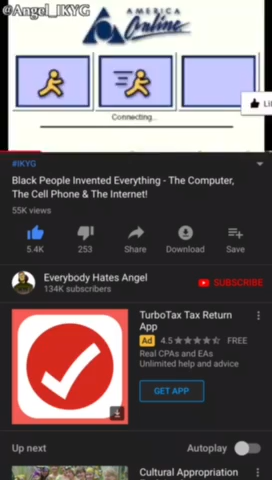 @Angel_IKYG
AMERICA
Online
Connecting...
LI
#IKYG
Black People Invented Everything - The Computer,
The Cell Phone & The Internet!
55K views
5.4K 253 Share Download Save
Everybody Hates Angel
134K subscribers
SUBSCRIBE
TurboTax Tax Return
App
Ad 4.5 FREE
Real CPAs and EAs
Unlimited help and advice
GET APP
Up next Autoplay
Cultural Appropriation